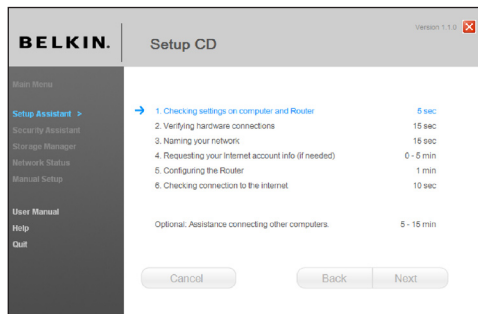 Version 1.1.0
BELKIN.
Setup CD
Main Menu
Setup Assistant >
Security Assistant
Storage Manager
Network Status
Manual Setup
User Manual
Help
Quit
1. Checking settings on computer and Router 5 sec
2. Verifying hardware connections 15 sec
3. Naming your network 15 sec
4. Requesting your Internet account info (if needed) 0 - 5 min
5. Configuring the Router 1 min
6. Checking connection to the internet 10 sec
Optional: Assistance connecting other computers. 5 - 15 min
Cancel
Back
Next